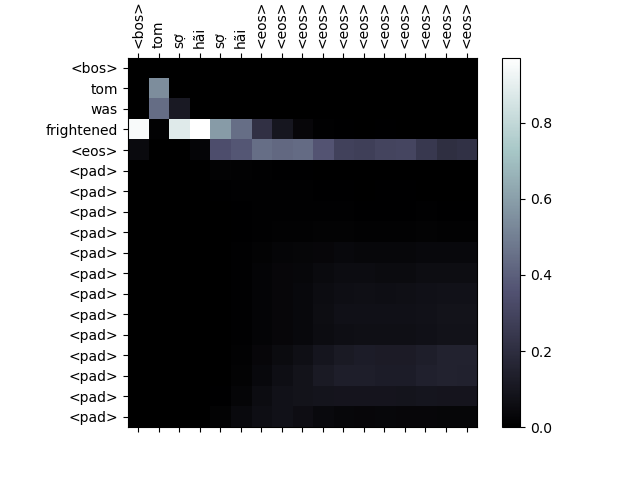 <bos> tom sợ hãi sợ hãi <eos> <eos> <eos> <eos> <eos> <eos> <eos> <eos> <eos> <eos> <eos>
<bos>
tom
was
frightened
<eos>
<pad>
<pad>
<pad>
<pad>
<pad>
<pad>
<pad>
<pad>
<pad>
<pad>
<pad>
<pad>
<pad>
0.8
0.6
0.4
0.2
0.0